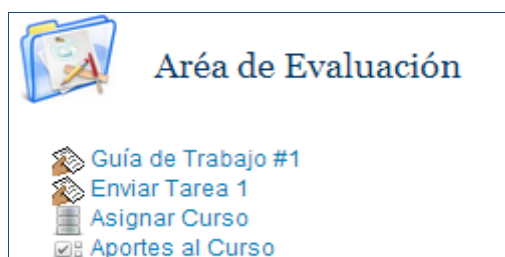 Aréa de Evaluación
Guía de Trabajo #1
Enviar Tarea 1
Asignar Curso
Aportes al Curso